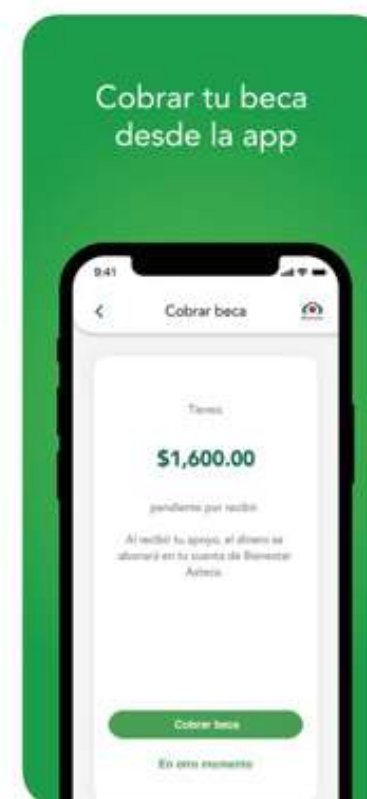 Cobrar tu beca
desde la app
9:41
Cobrar beca
Tienes
$1,600.00
pendiente por recibir
Al recibir tu apoyo, el dinero se
abonará en tu cuenta de Bienestar
Azteca
Cobrar beca
En otro momento